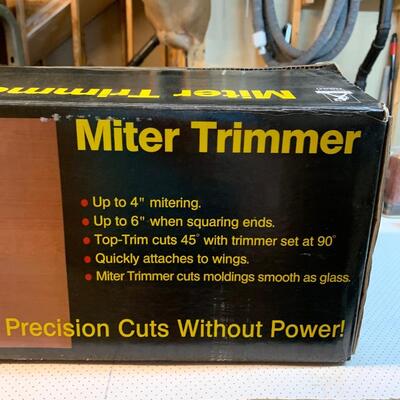 Miter Trimme
Miter Trimmer
Miter Trimmer
Up to 4" mitering.
Up to 6" when squaring ends.
Top-Trim cuts 45° with trimmer set at 90°
Quickly attaches to wings.
Miter Trimmer cuts moldings smooth as glass.
Precision Cuts Without Power!